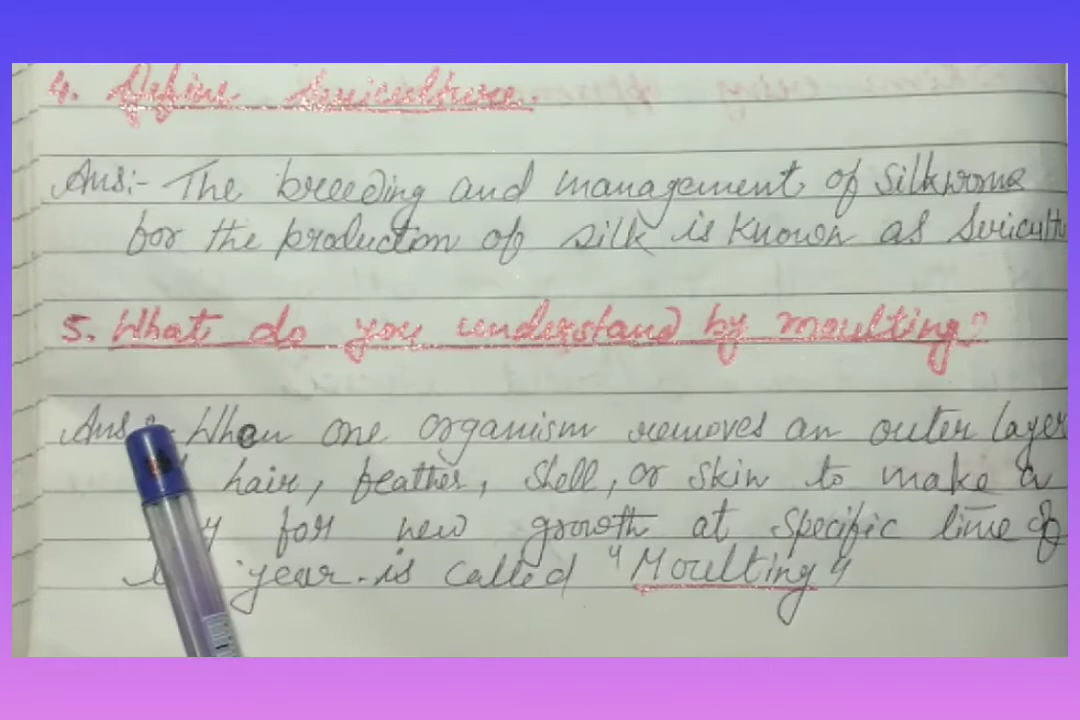 4. Define Sericulture.
Ans:- The breeding and management of Silkworms
for the production of silk is known as Sericultu
5. What do you understand by moulting?
Ans:- When one organism removes an outer layer
hair, feather, Shell, or skin to make a
y for new growth at specific time of
year. is called "Moulting"